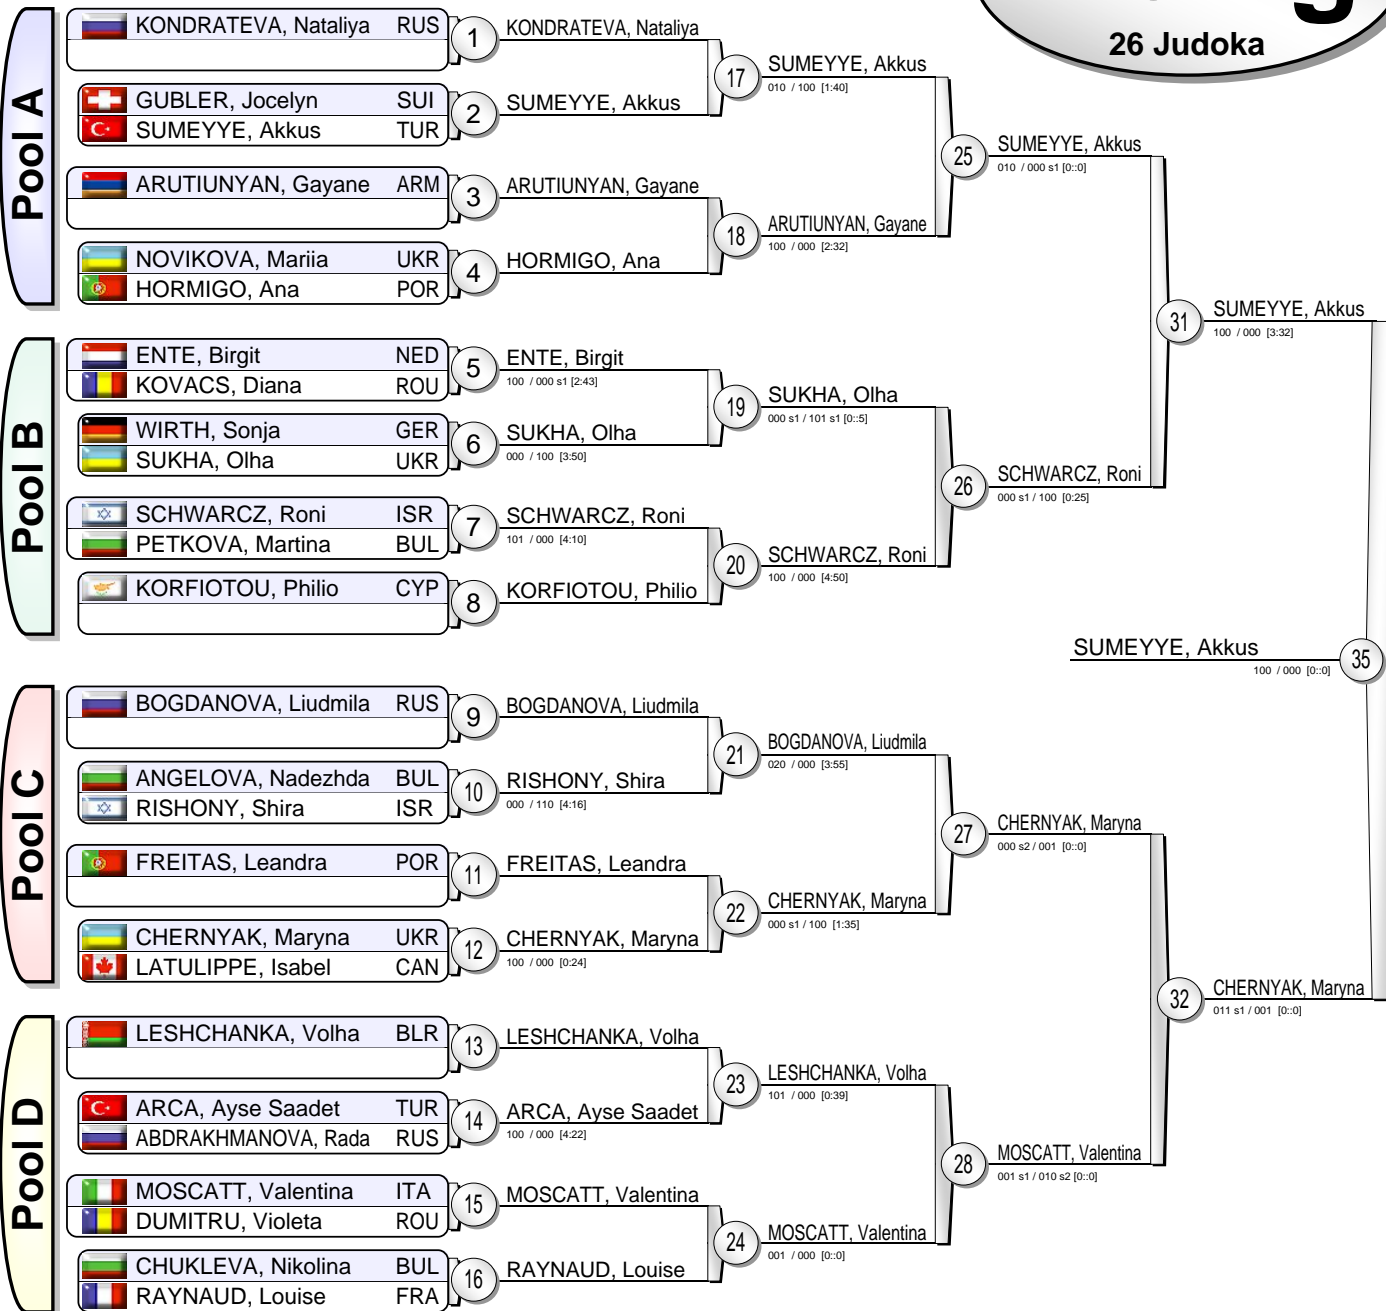 26 Judoka
Pool A
KONDRATEVA, Nataliya RUS
1
KONDRATEVA, Nataliya
GUBLER, Jocelyn SUI
SUMEYYE, Akkus TUR
2
SUMEYYE, Akkus
17
SUMEYYE, Akkus
010 / 100 [1:40]
ARUTIUNYAN, Gayane ARM
3
ARUTIUNYAN, Gayane
NOVIKOVA, Mariia UKR
HORMIGO, Ana POR
4
HORMIGO, Ana
18
ARUTIUNYAN, Gayane
100 / 000 [2:32]
25
SUMEYYE, Akkus
010 / 000 s1 [0::0]
Pool B
ENTE, Birgit NED
KOVACS, Diana ROU
5
ENTE, Birgit
100 / 000 s1 [2:43]
WIRTH, Sonja GER
SUKHA, Olha UKR
6
SUKHA, Olha
000 / 100 [3:50]
19
SUKHA, Olha
000 s1 / 101 s1 [0::5]
SCHWARCZ, Roni ISR
PETKOVA, Martina BUL
7
SCHWARCZ, Roni
101 / 000 [4:10]
KORFIOTOU, Philio CYP
8
KORFIOTOU, Philio
20
SCHWARCZ, Roni
100 / 000 [4:50]
26
SCHWARCZ, Roni
000 s1 / 100 [0:25]
31
SUMEYYE, Akkus
100 / 000 [3:32]
SUMEYYE, Akkus
100 / 000 [0::0]
35
Pool C
BOGDANOVA, Liudmila RUS
9
BOGDANOVA, Liudmila
ANGELOVA, Nadezhda BUL
RISHONY, Shira ISR
10
RISHONY, Shira
000 / 110 [4:16]
21
BOGDANOVA, Liudmila
020 / 000 [3:55]
FREITAS, Leandra POR
11
FREITAS, Leandra
CHERNYAK, Maryna UKR
LATULIPPE, Isabel CAN
12
CHERNYAK, Maryna
100 / 000 [0:24]
22
CHERNYAK, Maryna
000 s1 / 100 [1:35]
27
CHERNYAK, Maryna
000 s2 / 001 [0::0]
Pool D
LESHCHANKA, Volha BLR
13
LESHCHANKA, Volha
ARCA, Ayse Saadet TUR
ABDRAKHMANOVA, Rada RUS
14
ARCA, Ayse Saadet
100 / 000 [4:22]
23
LESHCHANKA, Volha
101 / 000 [0:39]
MOSCATT, Valentina ITA
DUMITRU, Violeta ROU
15
MOSCATT, Valentina
CHUKLEVA, Nikolina BUL
RAYNAUD, Louise FRA
16
RAYNAUD, Louise
24
MOSCATT, Valentina
001 / 000 [0::0]
28
MOSCATT, Valentina
001 s1 / 010 s2 [0::0]
32
CHERNYAK, Maryna
011 s1 / 001 [0::0]